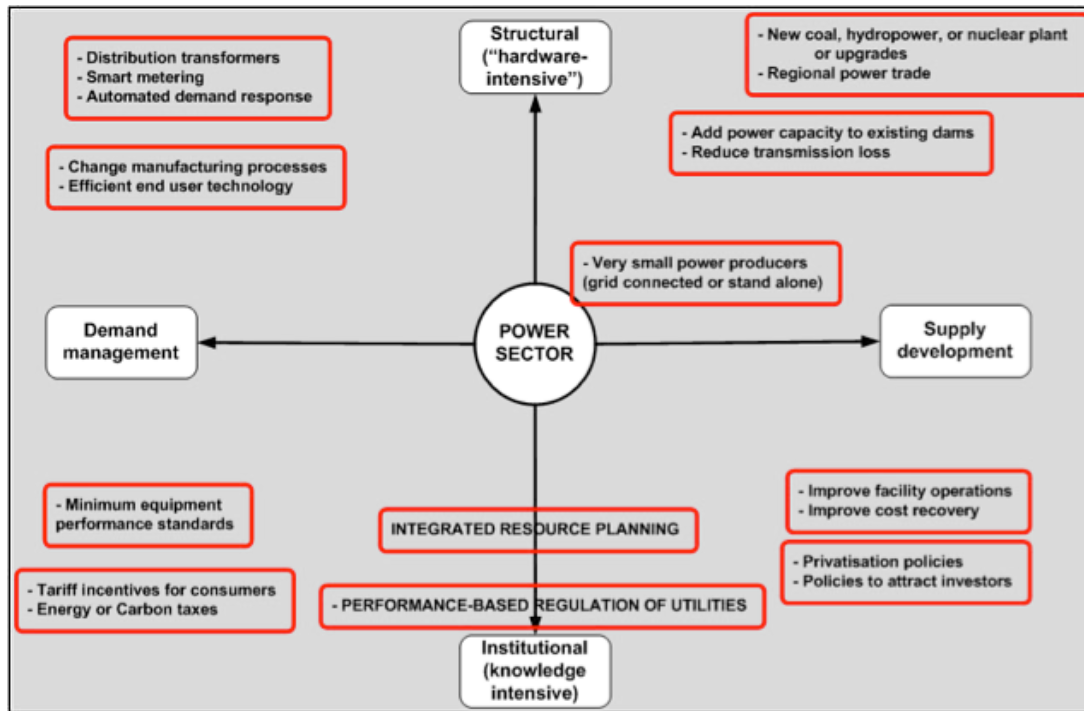 Structural
("hardware-
intensive")
- Distribution transformers
- Smart metering
- Automated demand response
- New coal, hydropower, or nuclear plant
or upgrades
- Regional power trade
- Change manufacturing processes
- Efficient end user technology
- Add power capacity to existing dams
- Reduce transmission loss
- Very small power producers
(grid connected or stand alone)
Demand
management
POWER
SECTOR
Supply
development
- Minimum equipment
performance standards
INTEGRATED RESOURCE PLANNING
- Improve facility operations
- Improve cost recovery
- Tariff incentives for consumers
- Energy or Carbon taxes
- PERFORMANCE-BASED REGULATION OF UTILITIES
- Privatisation policies
- Policies to attract investors
Institutional
(knowledge
intensive)